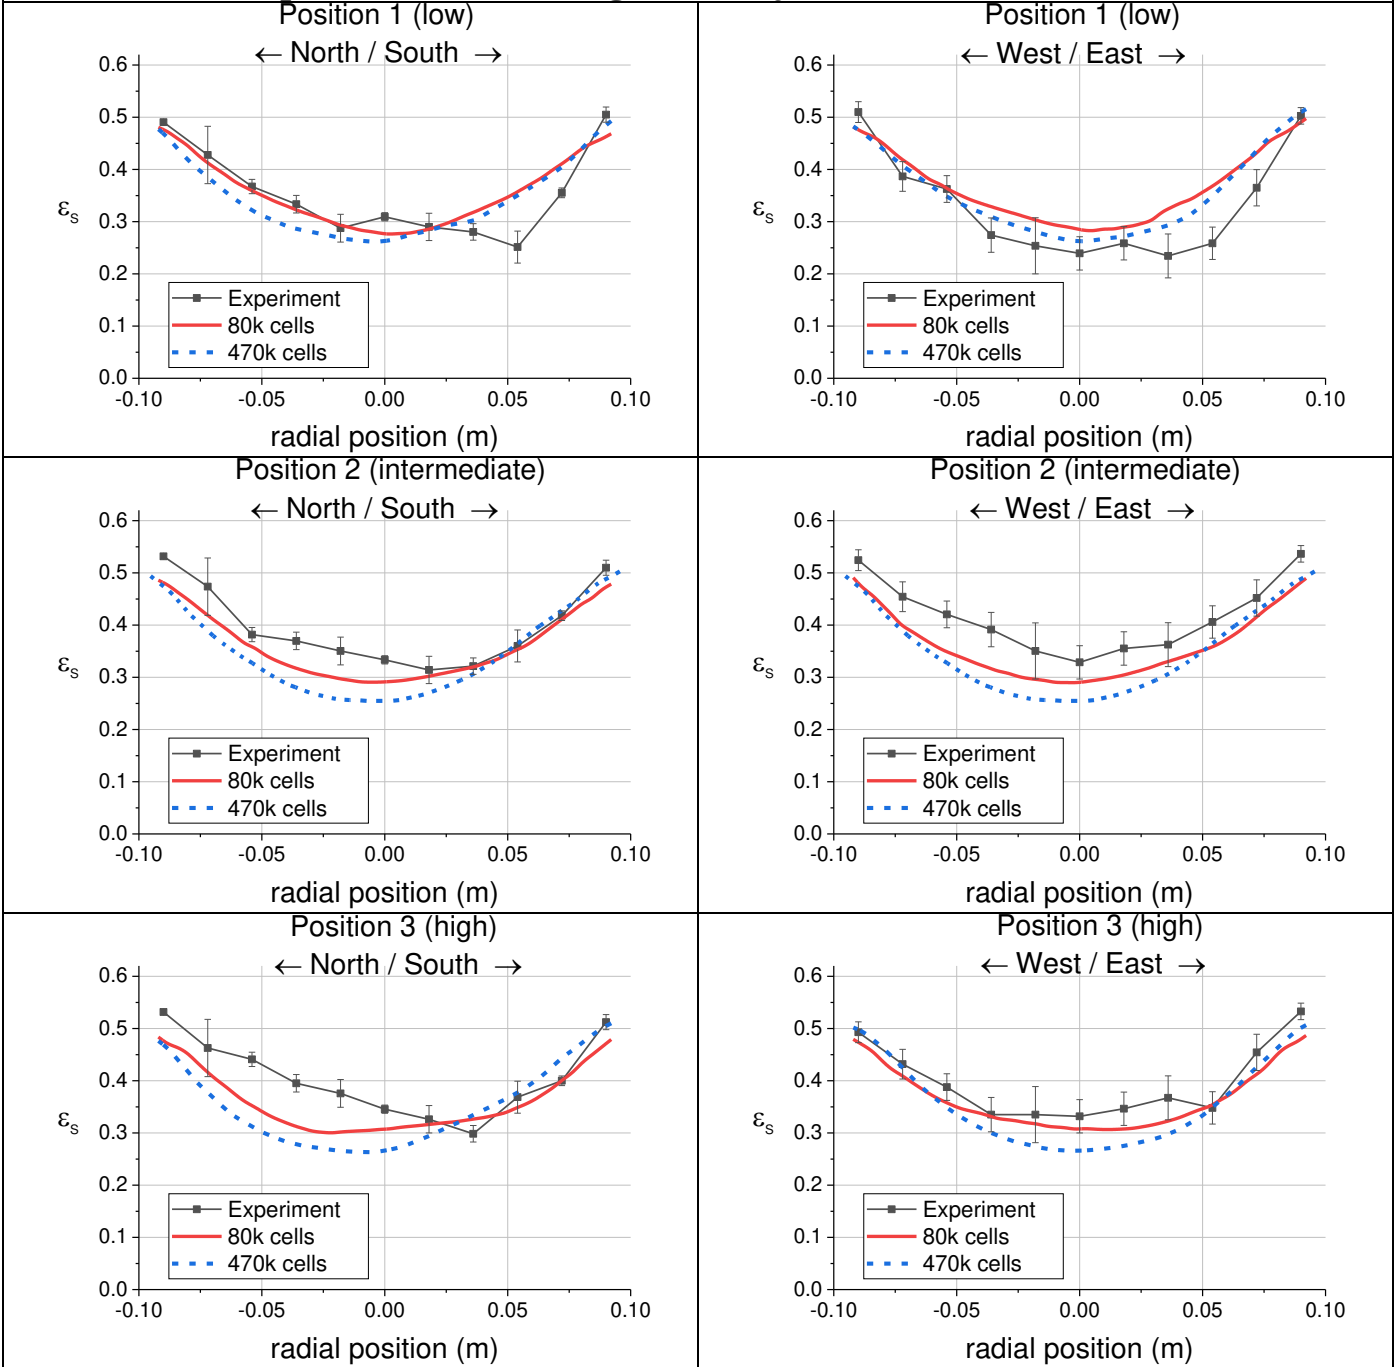 Position 1 (low)
← North / South →
0.6
0.5
0.4
0.3
0.2
0.1
0.0
εs
Experiment
80k cells
470k cells
-0.10
-0.05
0.00
0.05
0.10
radial position (m)
Position 1 (low)
← West / East →
0.6
0.5
0.4
0.3
0.2
0.1
0.0
εs
Experiment
80k cells
470k cells
-0.10
-0.05
0.00
0.05
0.10
radial position (m)
Position 2 (intermediate)
← North / South →
0.6
0.5
0.4
0.3
0.2
0.1
0.0
εs
Experiment
80k cells
470k cells
-0.10
-0.05
0.00
0.05
0.10
radial position (m)
Position 2 (intermediate)
← West / East →
0.6
0.5
0.4
0.3
0.2
0.1
0.0
εs
Experiment
80k cells
470k cells
-0.10
-0.05
0.00
0.05
0.10
radial position (m)
Position 3 (high)
← North / South →
0.6
0.5
0.4
0.3
0.2
0.1
0.0
εs
Experiment
80k cells
470k cells
-0.10
-0.05
0.00
0.05
0.10
radial position (m)
Position 3 (high)
← West / East →
0.6
0.5
0.4
0.3
0.2
0.1
0.0
εs
Experiment
80k cells
470k cells
-0.10
-0.05
0.00
0.05
0.10
radial position (m)